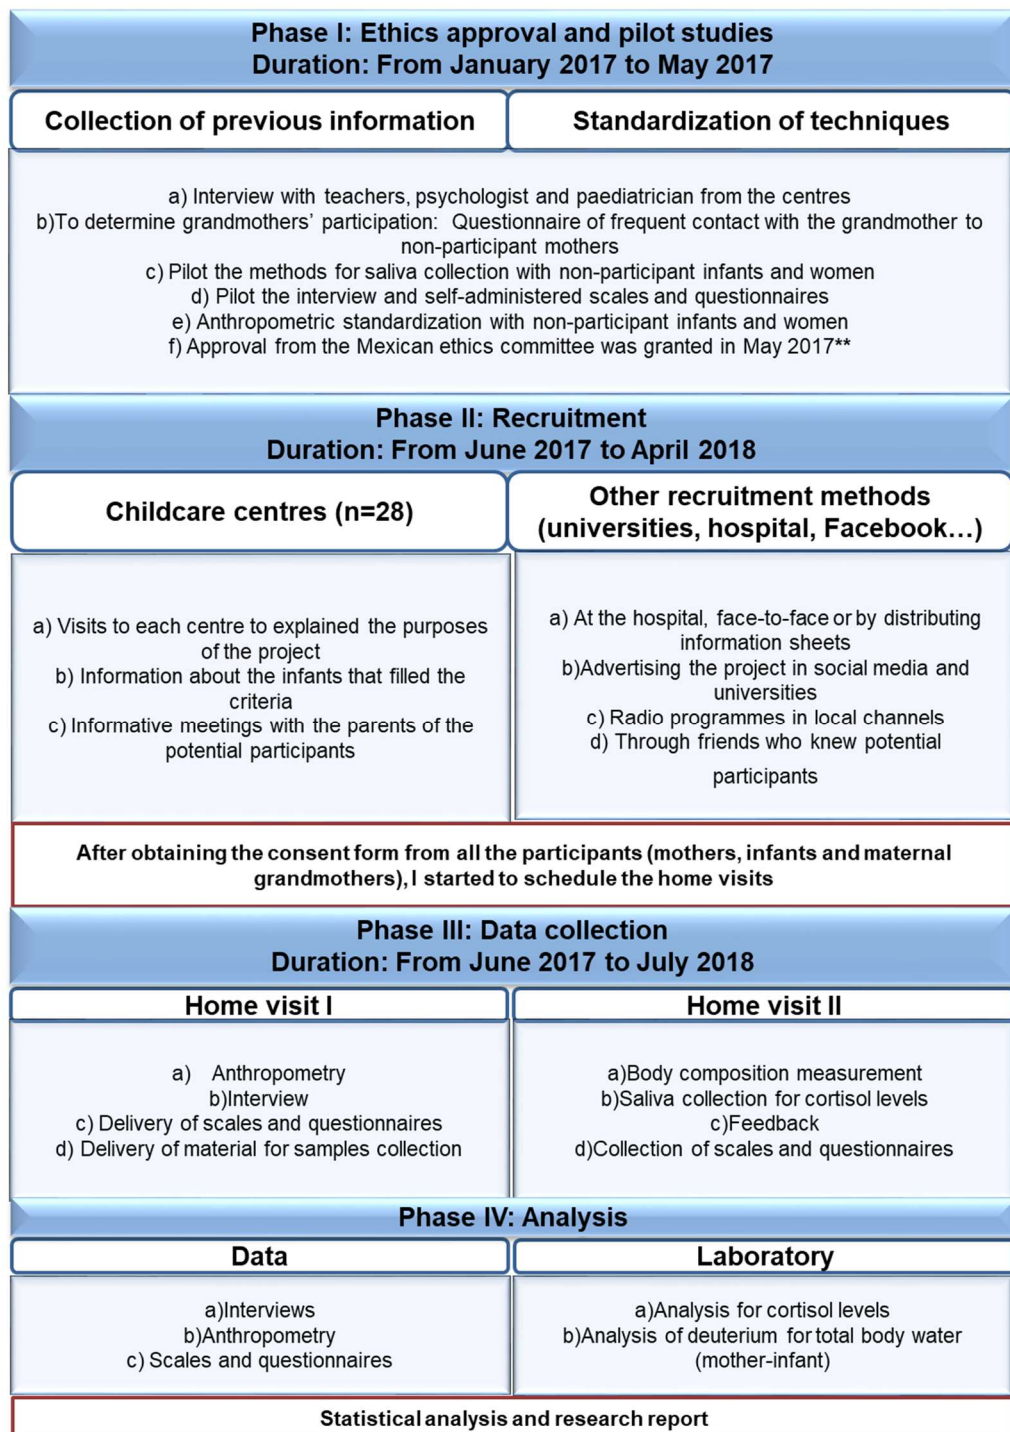 Phase I: Ethics approval and pilot studies
Duration: From January 2017 to May 2017
Collection of previous information
Standardization of techniques
a) Interview with teachers, psychologist and paediatrician from the centres
b)To determine grandmothers’ participation: Questionnaire of frequent contact with the grandmother to
non-participant mothers
c) Pilot the methods for saliva collection with non-participant infants and women
d) Pilot the interview and self-administered scales and questionnaires
e) Anthropometric standardization with non-participant infants and women
f) Approval from the Mexican ethics committee was granted in May 2017**
Phase II: Recruitment
Duration: From June 2017 to April 2018
Childcare centres (n=28)
a) Visits to each centre to explained the purposes
of the project
b) Information about the infants that filled the
criteria
c) Informative meetings with the parents of the
potential participants
Other recruitment methods
(universities, hospital, Facebook…)
a) At the hospital, face-to-face or by distributing
information sheets
b)Advertising the project in social media and
universities
c) Radio programmes in local channels
d) Through friends who knew potential
participants
After obtaining the consent form from all the participants (mothers, infants and maternal
grandmothers), I started to schedule the home visits
Phase III: Data collection
Duration: From June 2017 to July 2018
Home visit I
a) Anthropometry
b)Interview
c) Delivery of scales and questionnaires
d) Delivery of material for samples collection
Home visit II
a)Body composition measurement
b)Saliva collection for cortisol levels
c)Feedback
d)Collection of scales and questionnaires
Phase IV: Analysis
Data
a)Interviews
b)Anthropometry
c) Scales and questionnaires
Laboratory
a)Analysis for cortisol levels
b)Analysis of deuterium for total body water
(mother-infant)
Statistical analysis and research report